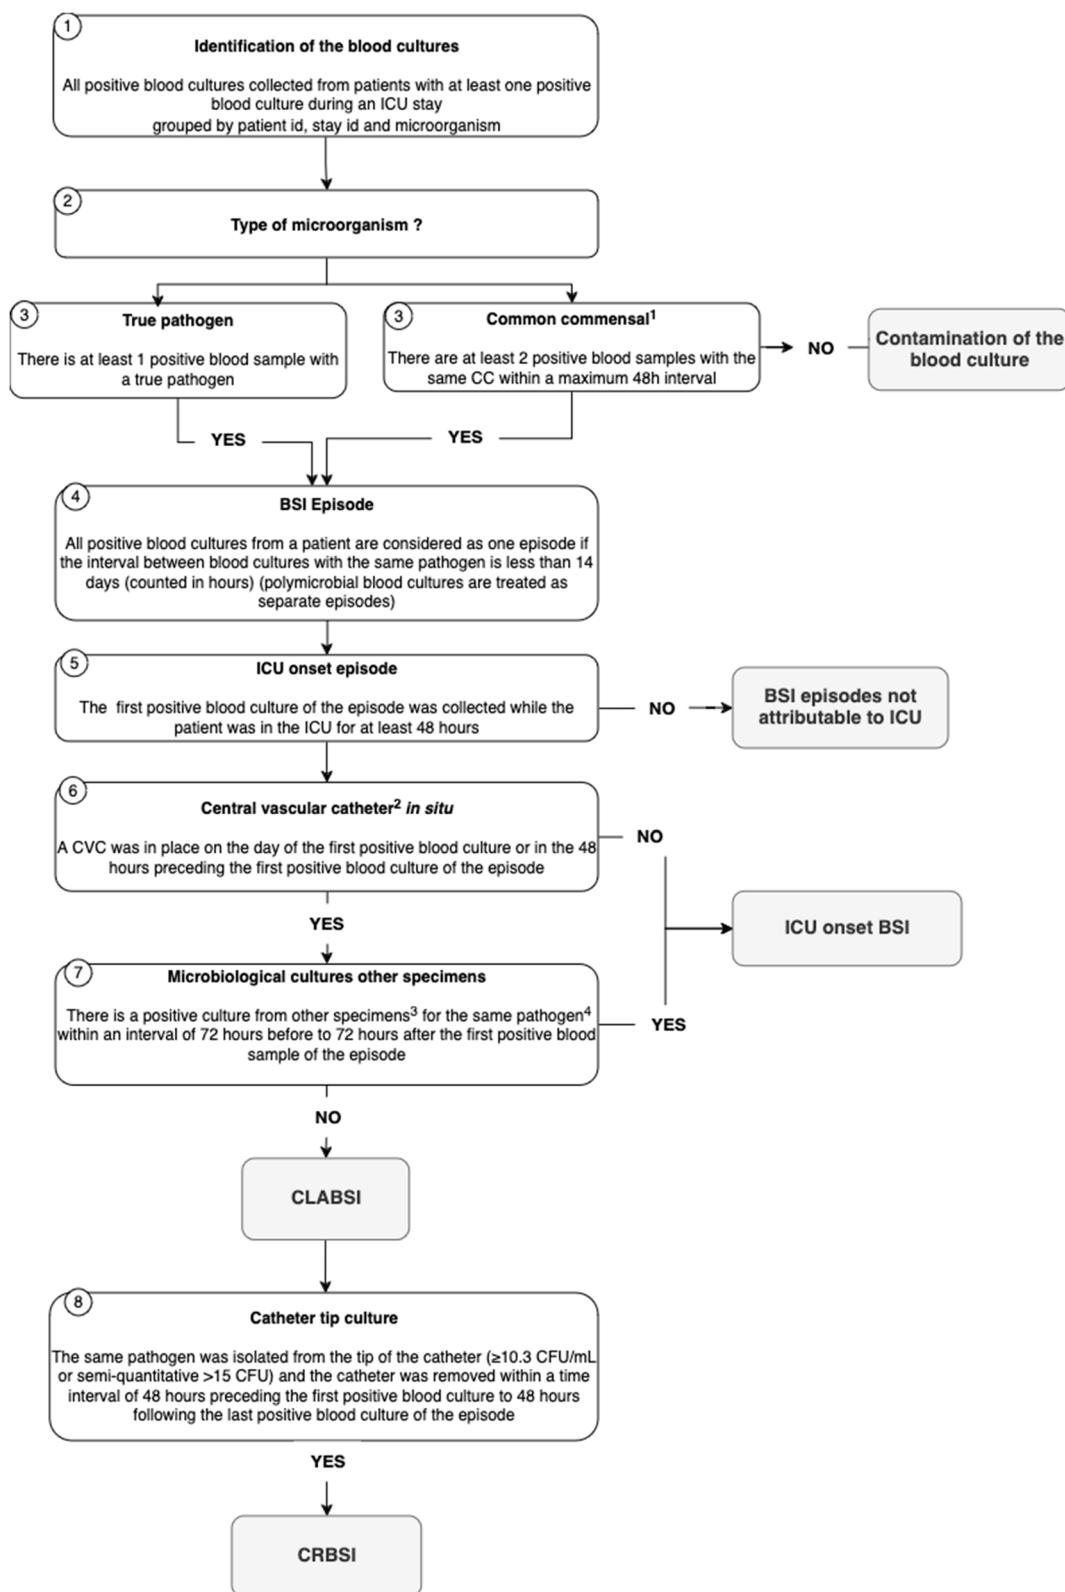 1
Identification of the blood cultures
All positive blood cultures collected from patients with at least one positive
blood culture during an ICU stay
grouped by patient id, stay id and microorganism
2
Type of microorganism ?
3
True pathogen
There is at least 1 positive blood sample with
a true pathogen
3
Common commensal¹
There are at least 2 positive blood samples with the
same CC within a maximum 48h interval
NO
Contamination of the
blood culture
YES
YES
4
BSI Episode
All positive blood cultures from a patient are considered as one episode if
the interval between blood cultures with the same pathogen is less than 14
days (counted in hours) (polymicrobial blood cultures are treated as
separate episodes)
5
ICU onset episode
The first positive blood culture of the episode was collected while the
patient was in the ICU for at least 48 hours
NO
BSI episodes not
attributable to ICU
6
Central vascular catheter² in situ
A CVC was in place on the day of the first positive blood culture or in the 48
hours preceding the first positive blood culture of the episode
NO
YES
ICU onset BSI
7
Microbiological cultures other specimens
There is a positive culture from other specimens³ for the same pathogen⁴
within an interval of 72 hours before to 72 hours after the first positive blood
sample of the episode
YES
NO
CLABSI
8
Catheter tip culture
The same pathogen was isolated from the tip of the catheter (≥10.3 CFU/mL
or semi-quantitative >15 CFU) and the catheter was removed within a time
interval of 48 hours preceding the first positive blood culture to 48 hours
following the last positive blood culture of the episode
YES
CRBSI